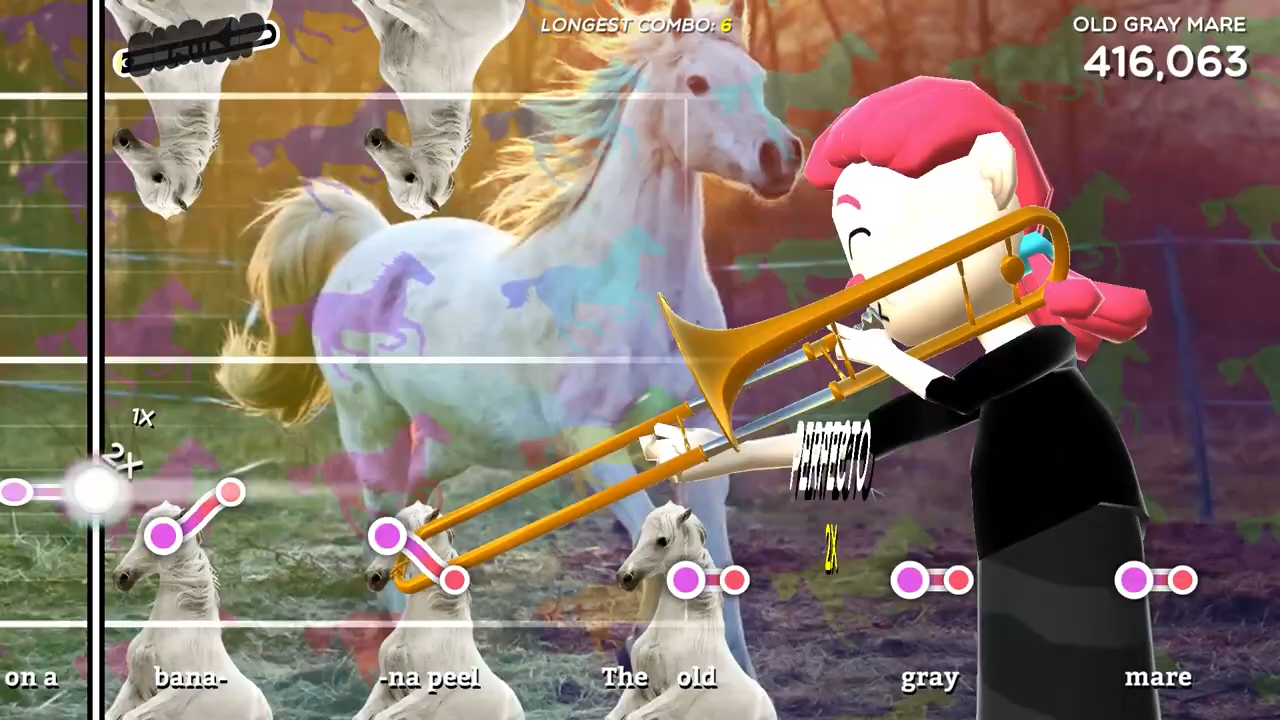 LONGEST COMBO: 6
OLD GRAY MARE
416,063
1X
2X
PERFECTO
2X
on a bana- -na peel The old gray mare